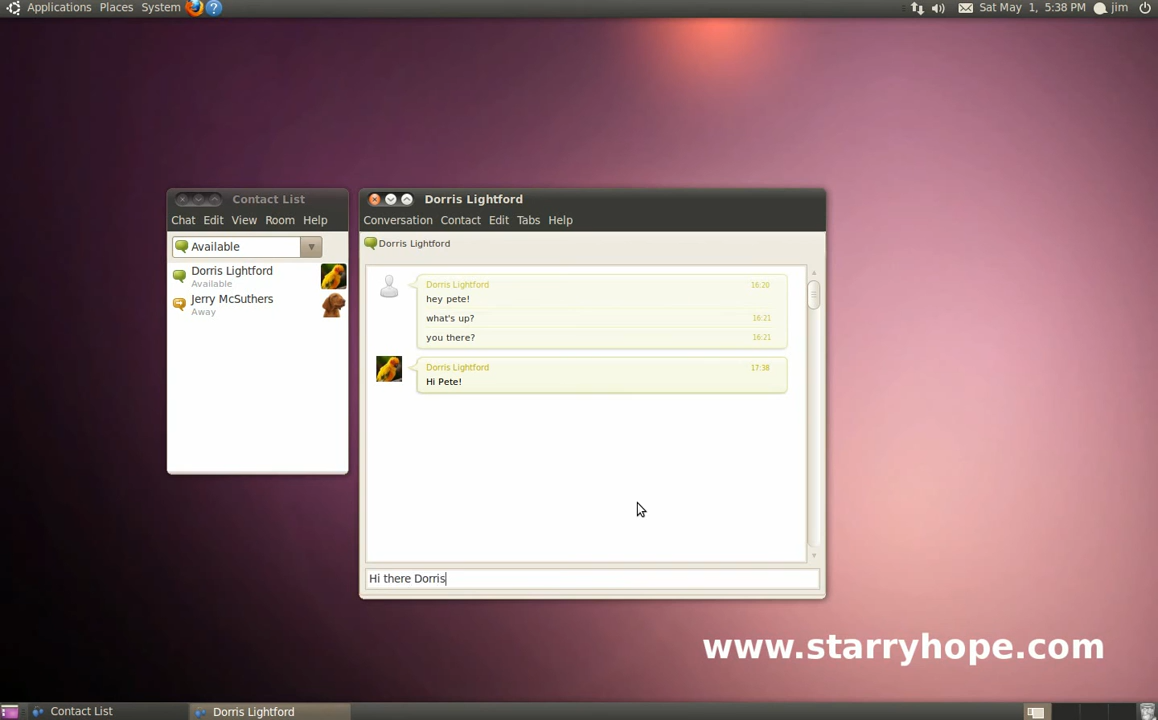 Applications Places System ? Sat May 1, 5:38 PM jim
Contact List
Chat Edit View Room Help
Available
Dorris Lightford
Available
Jerry McSuthers
Away
Dorris Lightford
Conversation Contact Edit Tabs Help
Dorris Lightford
Dorris Lightford 16:20
hey pete!
what's up? 16:21
you there? 16:21
Dorris Lightford 17:38
Hi Pete!
Hi there Dorris
www.starryhope.com
Contact List Dorris Lightford